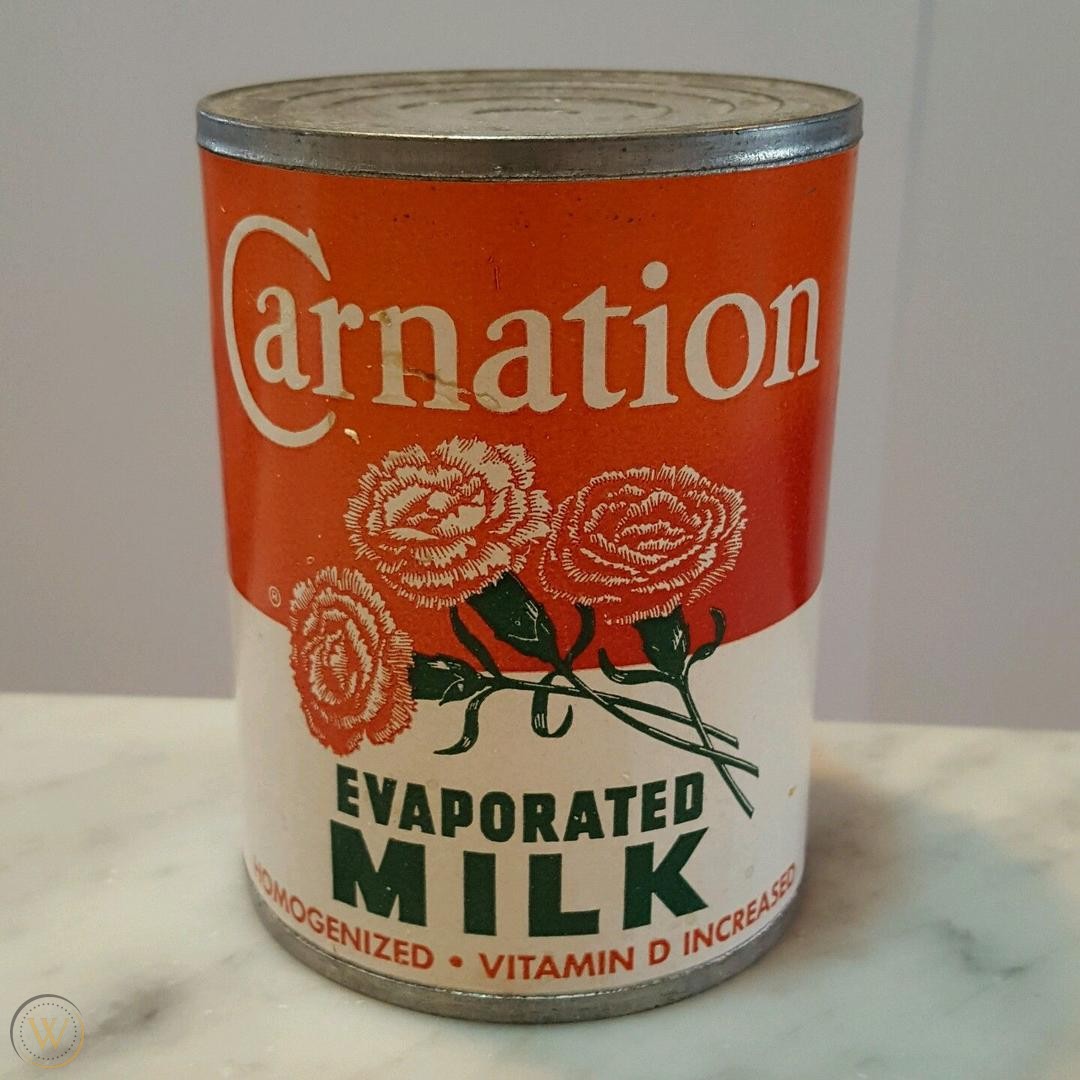 Carnation
®
EVAPORATED
MILK
HOMOGENIZED • VITAMIN D INCREASED
W